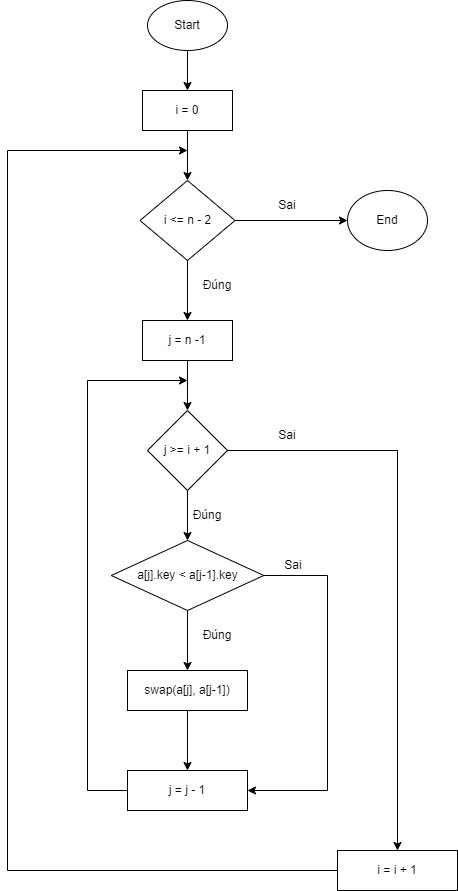 Start
i = 0
i <= n - 2
Sai
End
Đúng
j = n -1
j >= i + 1
Sai
Đúng
a[j].key < a[j-1].key
Sai
Đúng
swap(a[j], a[j-1])
j = j - 1
i = i + 1